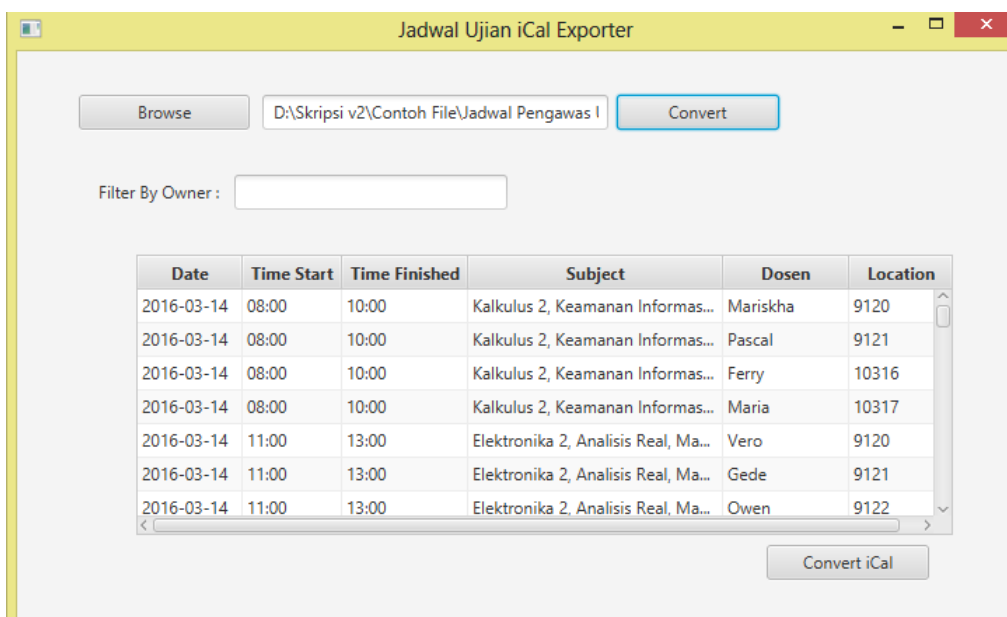 Jadwal Ujian iCal Exporter
Browse D:\Skripsi v2\Contoh File\Jadwal Pengawas Convert
Filter By Owner :
Date Time Start Time Finished Subject Dosen Location
2016-03-14 08:00 10:00 Kalkulus 2, Keamanan Informas... Mariskha 9120
2016-03-14 08:00 10:00 Kalkulus 2, Keamanan Informas... Pascal 9121
2016-03-14 08:00 10:00 Kalkulus 2, Keamanan Informas... Ferry 10316
2016-03-14 08:00 10:00 Kalkulus 2, Keamanan Informas... Maria 10317
2016-03-14 11:00 13:00 Elektronika 2, Analisis Real, Ma... Vero 9120
2016-03-14 11:00 13:00 Elektronika 2, Analisis Real, Ma... Gede 9121
2016-03-14 11:00 13:00 Elektronika 2, Analisis Real, Ma... Owen 9122
Convert iCal